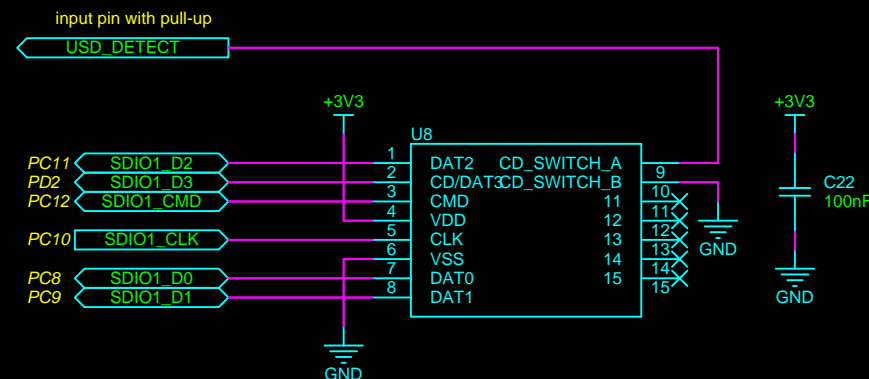 input pin with pull-up
USD_DETECT
+3V3
+3V3
U8
PC11 SDIO1_D2 1 DAT2 CD_SWITCH_A
PD2 SDIO1_D3 2 CD/DAT3 CD_SWITCH_B 9
PC12 SDIO1_CMD 3 CMD 11 10
4 VDD 12 11
PC10 SDIO1_CLK 5 CLK 13 12
6 VSS 14 13
PC8 SDIO1_D0 7 DAT0 15 14
PC9 SDIO1_D1 8 DAT1 15
C22
100nF
GND
GND
GND